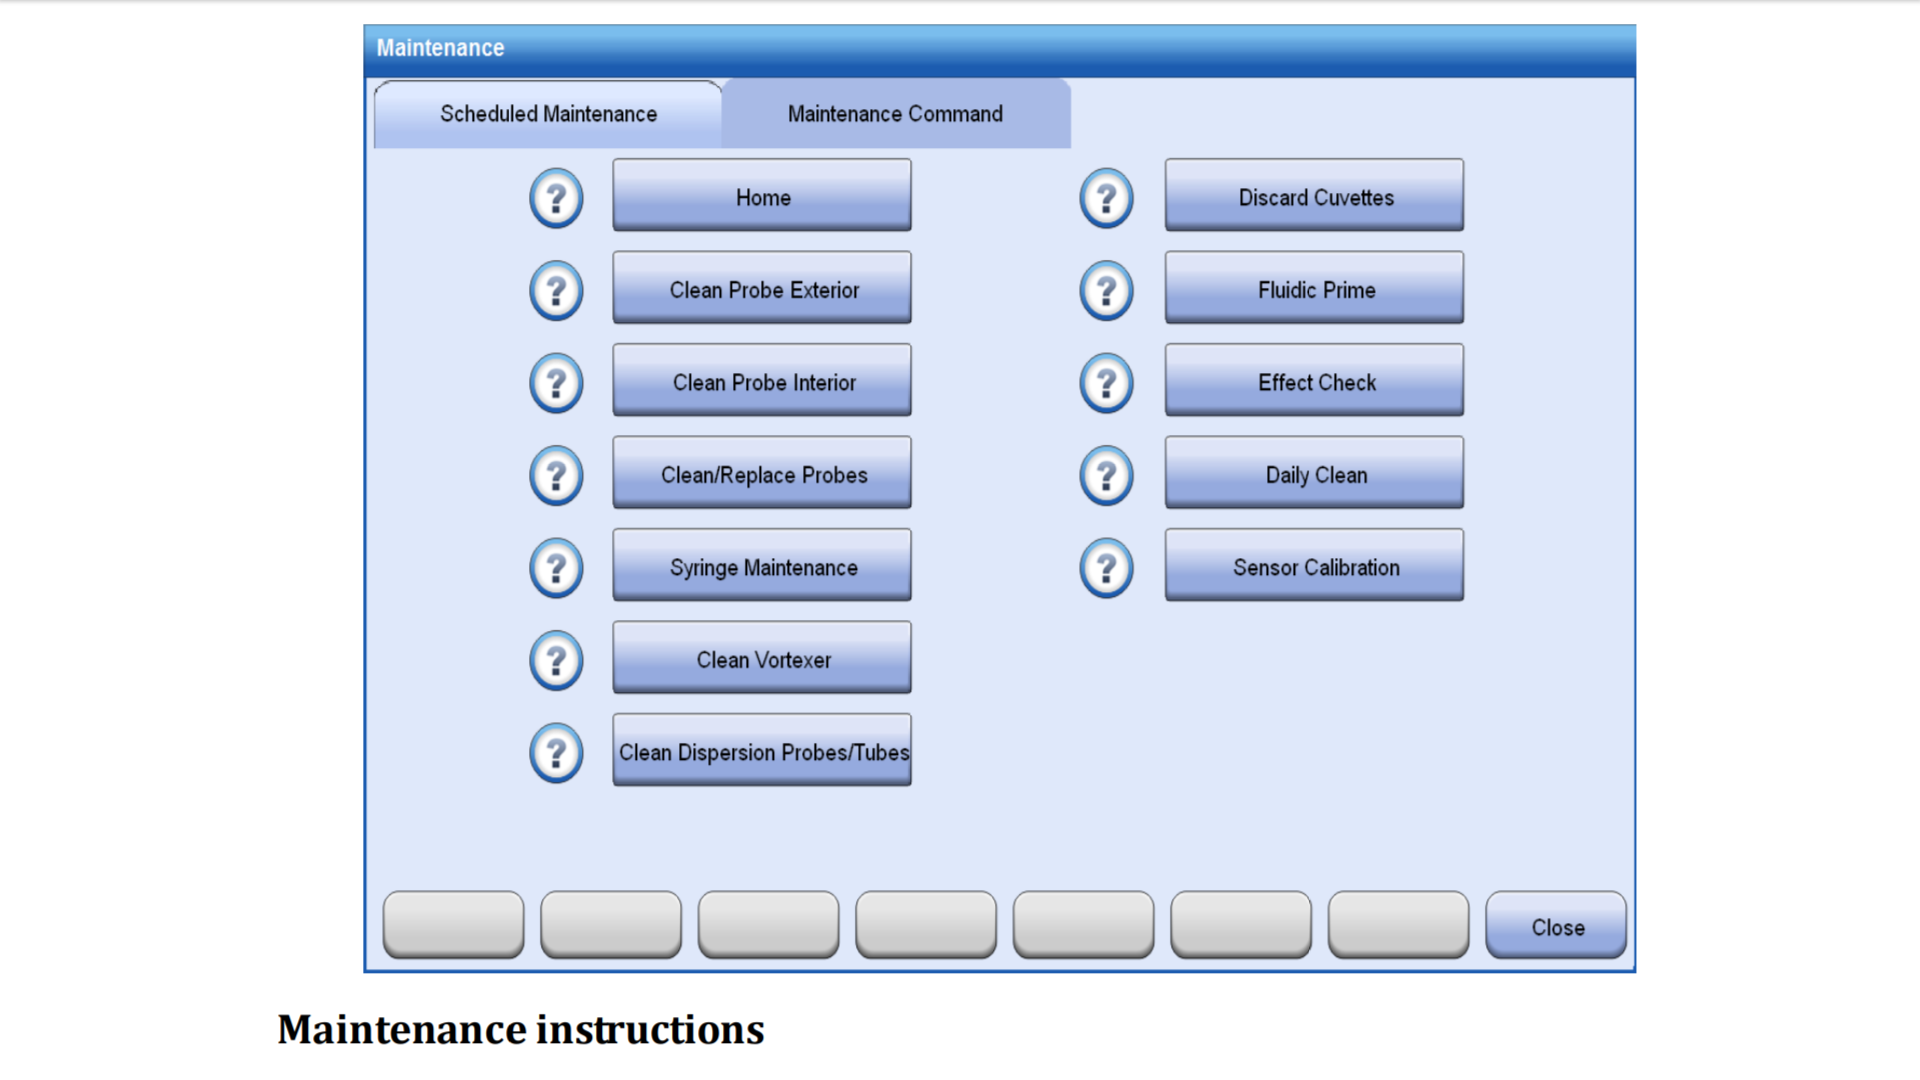 Maintenance
Scheduled Maintenance
Maintenance Command
? Home
? Discard Cuvettes
? Clean Probe Exterior
? Fluidic Prime
? Clean Probe Interior
? Effect Check
? Clean/Replace Probes
? Daily Clean
? Syringe Maintenance
? Sensor Calibration
? Clean Vortexer
? Clean Dispersion Probes/Tubes
Close
Maintenance instructions